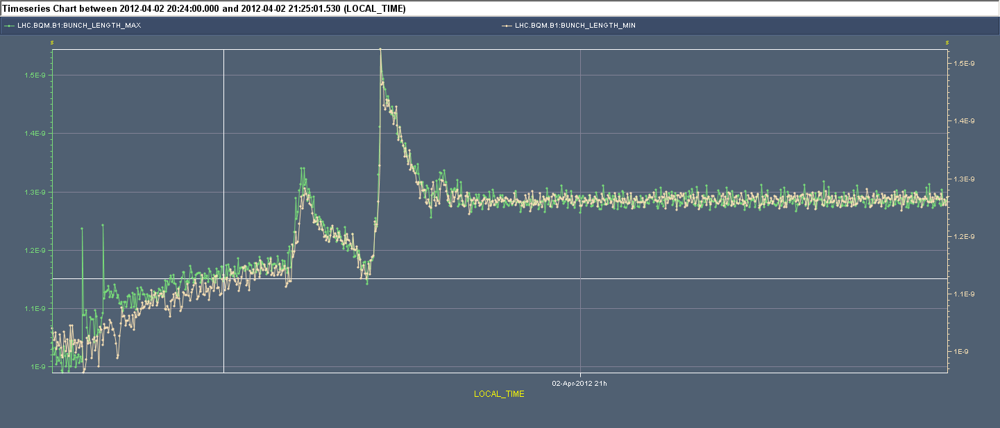 Timeseries Chart between 2012-04-02 20:24:00.000 and 2012-04-02 21:25:01.530 (LOCAL_TIME)
LHC.BQM.B1:BUNCH_LENGTH_MAX LHC.BQM.B1:BUNCH_LENGTH_MIN
s s
1.5E-9 1.5E-9
1.4E-9 1.4E-9
1.3E-9 1.3E-9
1.2E-9 1.2E-9
1.1E-9 1.1E-9
1E-9 1E-9
02-Apr-2012 21h
LOCAL_TIME